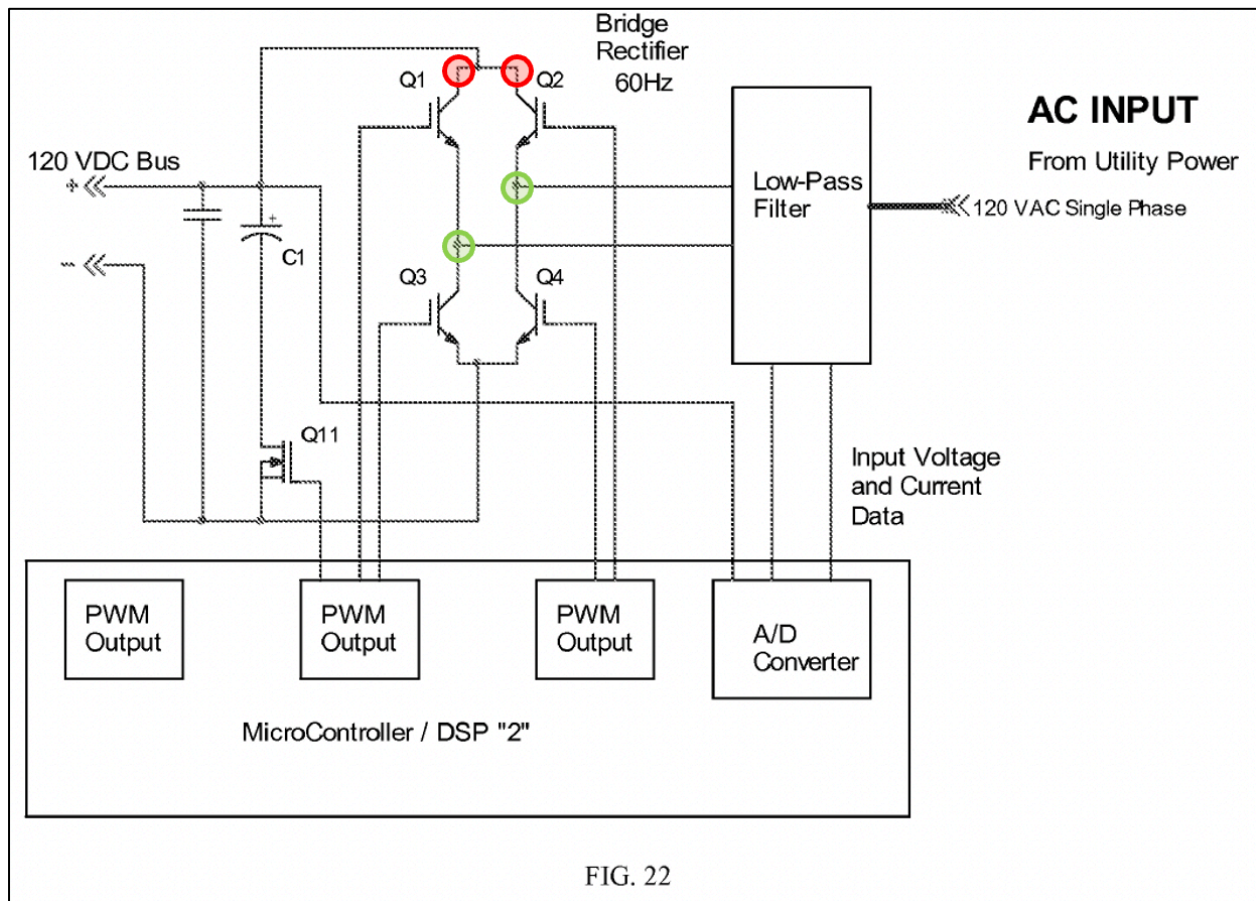 Bridge
Rectifier
60Hz
Q1
Q2
AC INPUT
From Utility Power
120 VDC Bus
+
Low-Pass
Filter
120 VAC Single Phase
+
C1
-
Q3
Q4
Q11
Input Voltage
and Current
Data
PWM
Output
PWM
Output
PWM
Output
A/D
Converter
MicroController / DSP "2"
FIG. 22